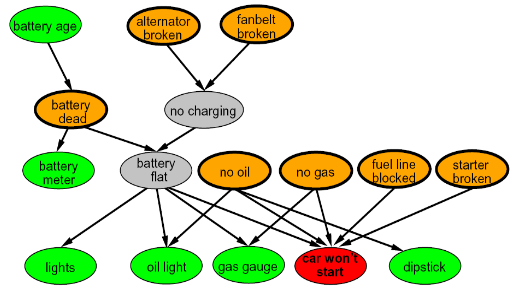 battery age
alternator
broken
fanbelt
broken
battery
dead
no charging
battery
meter
battery
flat
no oil
no gas
fuel line
blocked
starter
broken
lights
oil light
gas gauge
car won't
start
dipstick